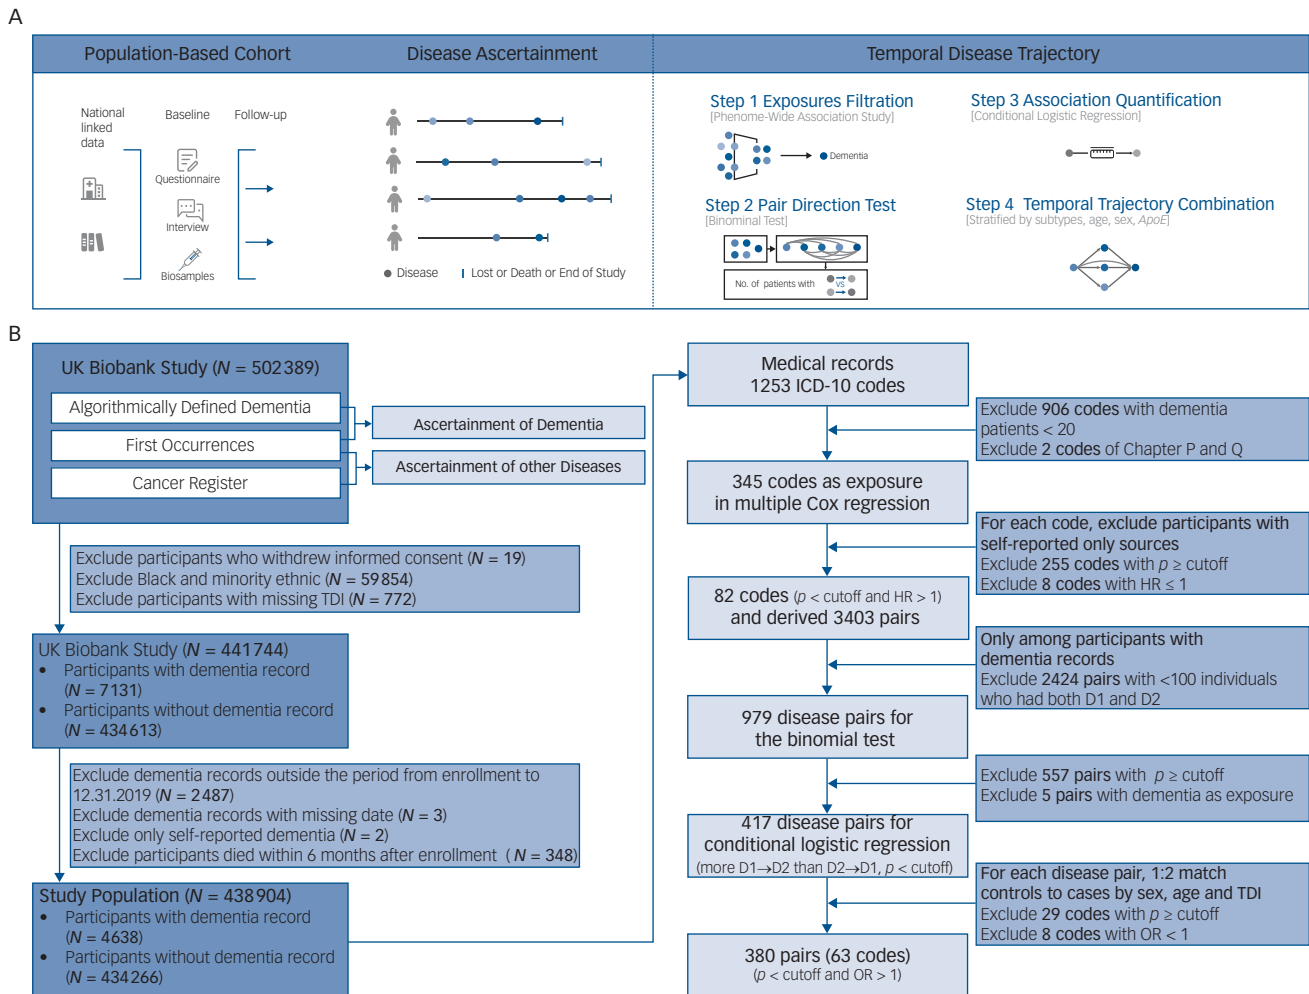 A
Population-Based Cohort
Disease Ascertainment
Temporal Disease Trajectory
National
linked
data
Baseline
Follow-up
Questionnaire
Interview
Biosamples
Disease
Lost or Death or End of Study
Step 1 Exposures Filtration
[Phenome-Wide Association Study]
Dementia
Step 2 Pair Direction Test
[Binominal Test]
No. of patients with
VS
Step 3 Association Quantification
[Conditional Logistic Regression]
Step 4 Temporal Trajectory Combination
[Stratified by subtypes, age, sex, ApoE]
B
UK Biobank Study (N = 502389)
Algorithmically Defined Dementia
First Occurrences
Cancer Register
Ascertainment of Dementia
Ascertainment of other Diseases
Exclude participants who withdrew informed consent (N = 19)
Exclude Black and minority ethnic (N = 59854)
Exclude participants with missing TDI (N = 772)
UK Biobank Study (N = 441744)
• Participants with dementia record
(N = 7131)
• Participants without dementia record
(N = 434613)
Exclude dementia records outside the period from enrollment to
12.31.2019 (N = 2487)
Exclude dementia records with missing date (N = 3)
Exclude only self-reported dementia (N = 2)
Exclude participants died within 6 months after enrollment ( N = 348)
Study Population (N = 438904)
• Participants with dementia record
(N = 4638)
• Participants without dementia record
(N = 434266)
Medical records
1253 ICD-10 codes
Exclude 906 codes with dementia
patients < 20
Exclude 2 codes of Chapter P and Q
345 codes as exposure
in multiple Cox regression
For each code, exclude participants with
self-reported only sources
Exclude 255 codes with p ≥ cutoff
Exclude 8 codes with HR ≤ 1
82 codes (p < cutoff and HR > 1)
and derived 3403 pairs
Only among participants with
dementia records
Exclude 2424 pairs with <100 individuals
who had both D1 and D2
979 disease pairs for
the binomial test
Exclude 557 pairs with p ≥ cutoff
Exclude 5 pairs with dementia as exposure
417 disease pairs for
conditional logistic regression
(more D1→D2 than D2→D1, p < cutoff)
For each disease pair, 1:2 match
controls to cases by sex, age and TDI
Exclude 29 codes with p ≥ cutoff
Exclude 8 codes with OR < 1
380 pairs (63 codes)
(p < cutoff and OR > 1)